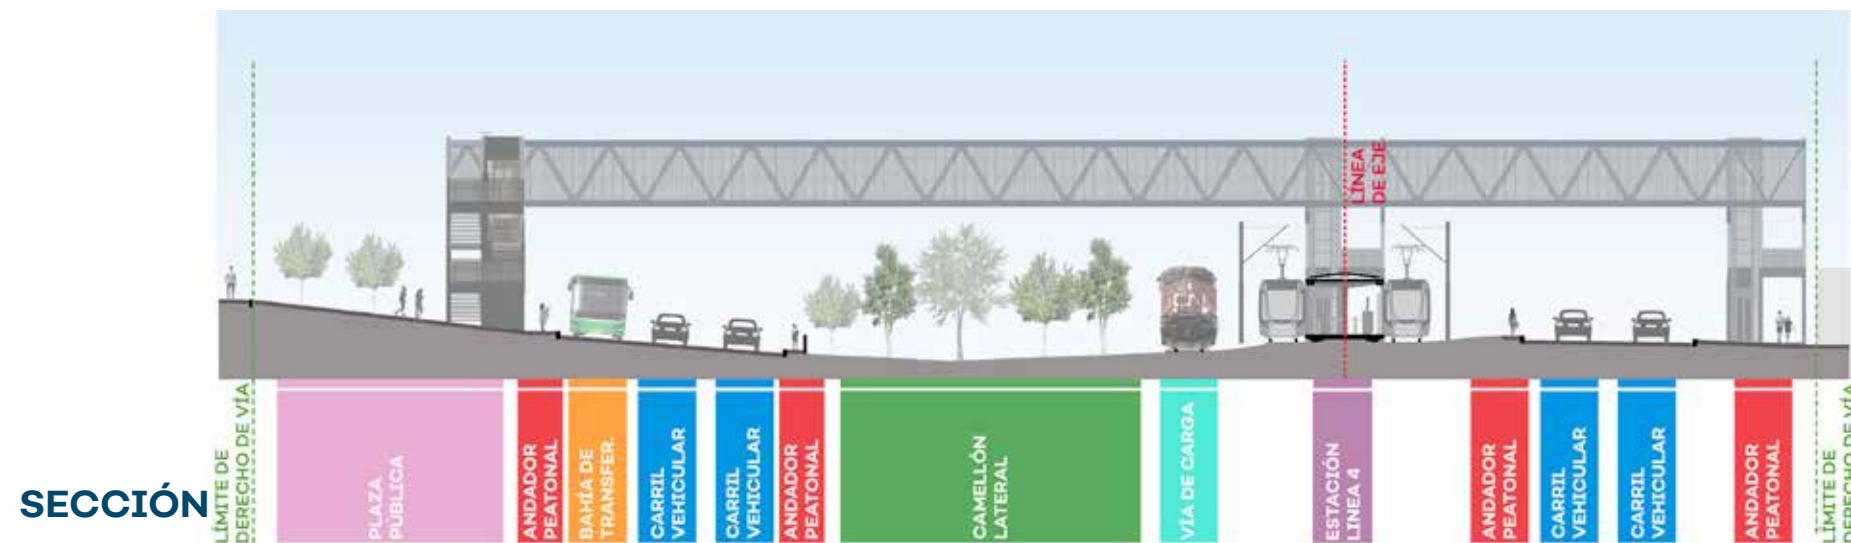 LÍNEA
DE EJE
SECCIÓN
LÍMITE DE
DERECHO DE VÍA
PLAZA
PÚBLICA
ANDADOR
PEATONAL
BAHÍA DE
TRANSFER.
CARRIL
VEHICULAR
CARRIL
VEHICULAR
ANDADOR
PEATONAL
CAMELLÓN
LATERAL
VÍA DE CARGA
ESTACIÓN
LINEA 4
ANDADOR
PEATONAL
CARRIL
VEHICULAR
CARRIL
VEHICULAR
ANDADOR
PEATONAL
LÍMITE DE
DERECHO DE VÍA